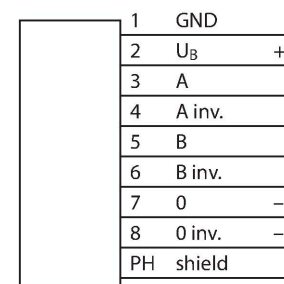 1 GND
2 U_B +
3 A
4 A inv.
5 B
6 B inv.
7 0 –
8 0 inv. –
PH shield